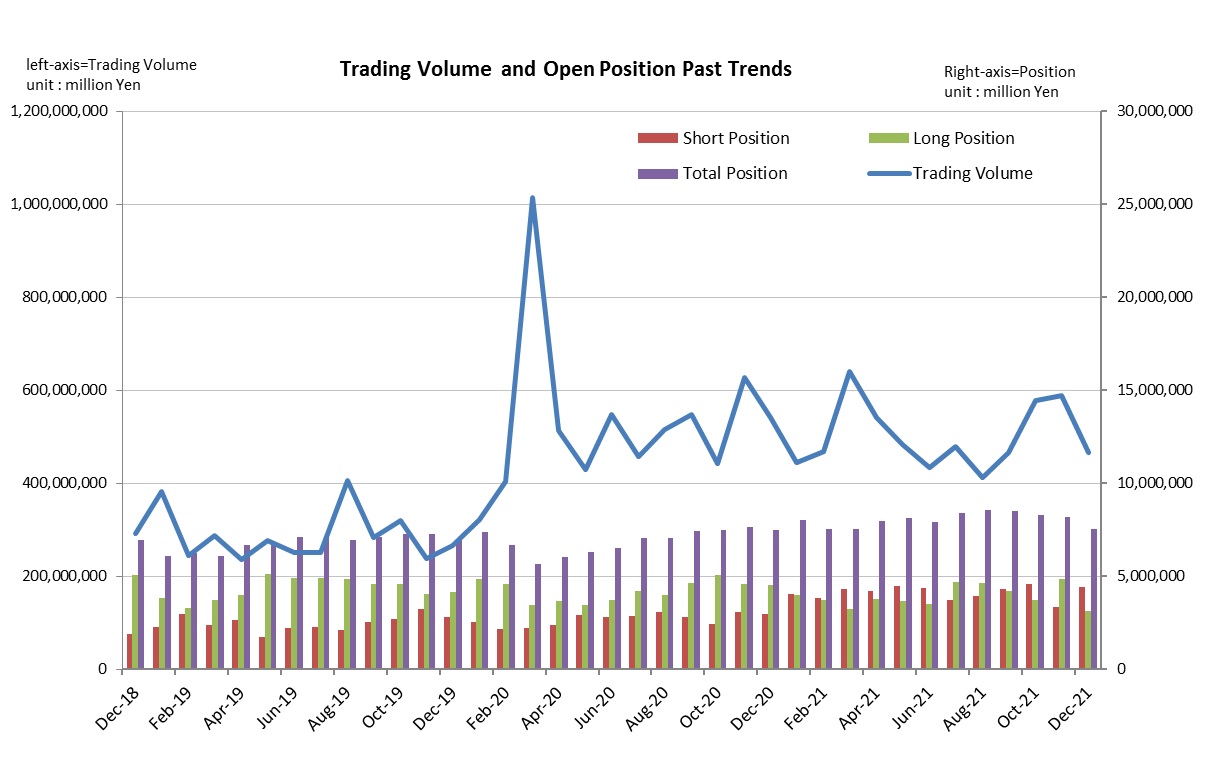 left-axis=Trading Volume
unit : million Yen
Trading Volume and Open Position Past Trends
Right-axis=Position
unit : million Yen
1,200,000,000
1,000,000,000
800,000,000
600,000,000
400,000,000
200,000,000
0
30,000,000
25,000,000
20,000,000
15,000,000
10,000,000
5,000,000
0
Short Position
Long Position
Total Position
Trading Volume
Dec-18
Feb-19
Apr-19
Jun-19
Aug-19
Oct-19
Dec-19
Feb-20
Apr-20
Jun-20
Aug-20
Oct-20
Dec-20
Feb-21
Apr-21
Jun-21
Aug-21
Oct-21
Dec-21